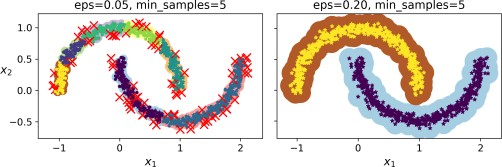 eps=0.05, min_samples=5
eps=0.20, min_samples=5
1.0
0.5
0.0
−0.5
x2
−1
0
1
2
x1
−1
0
1
2
x1